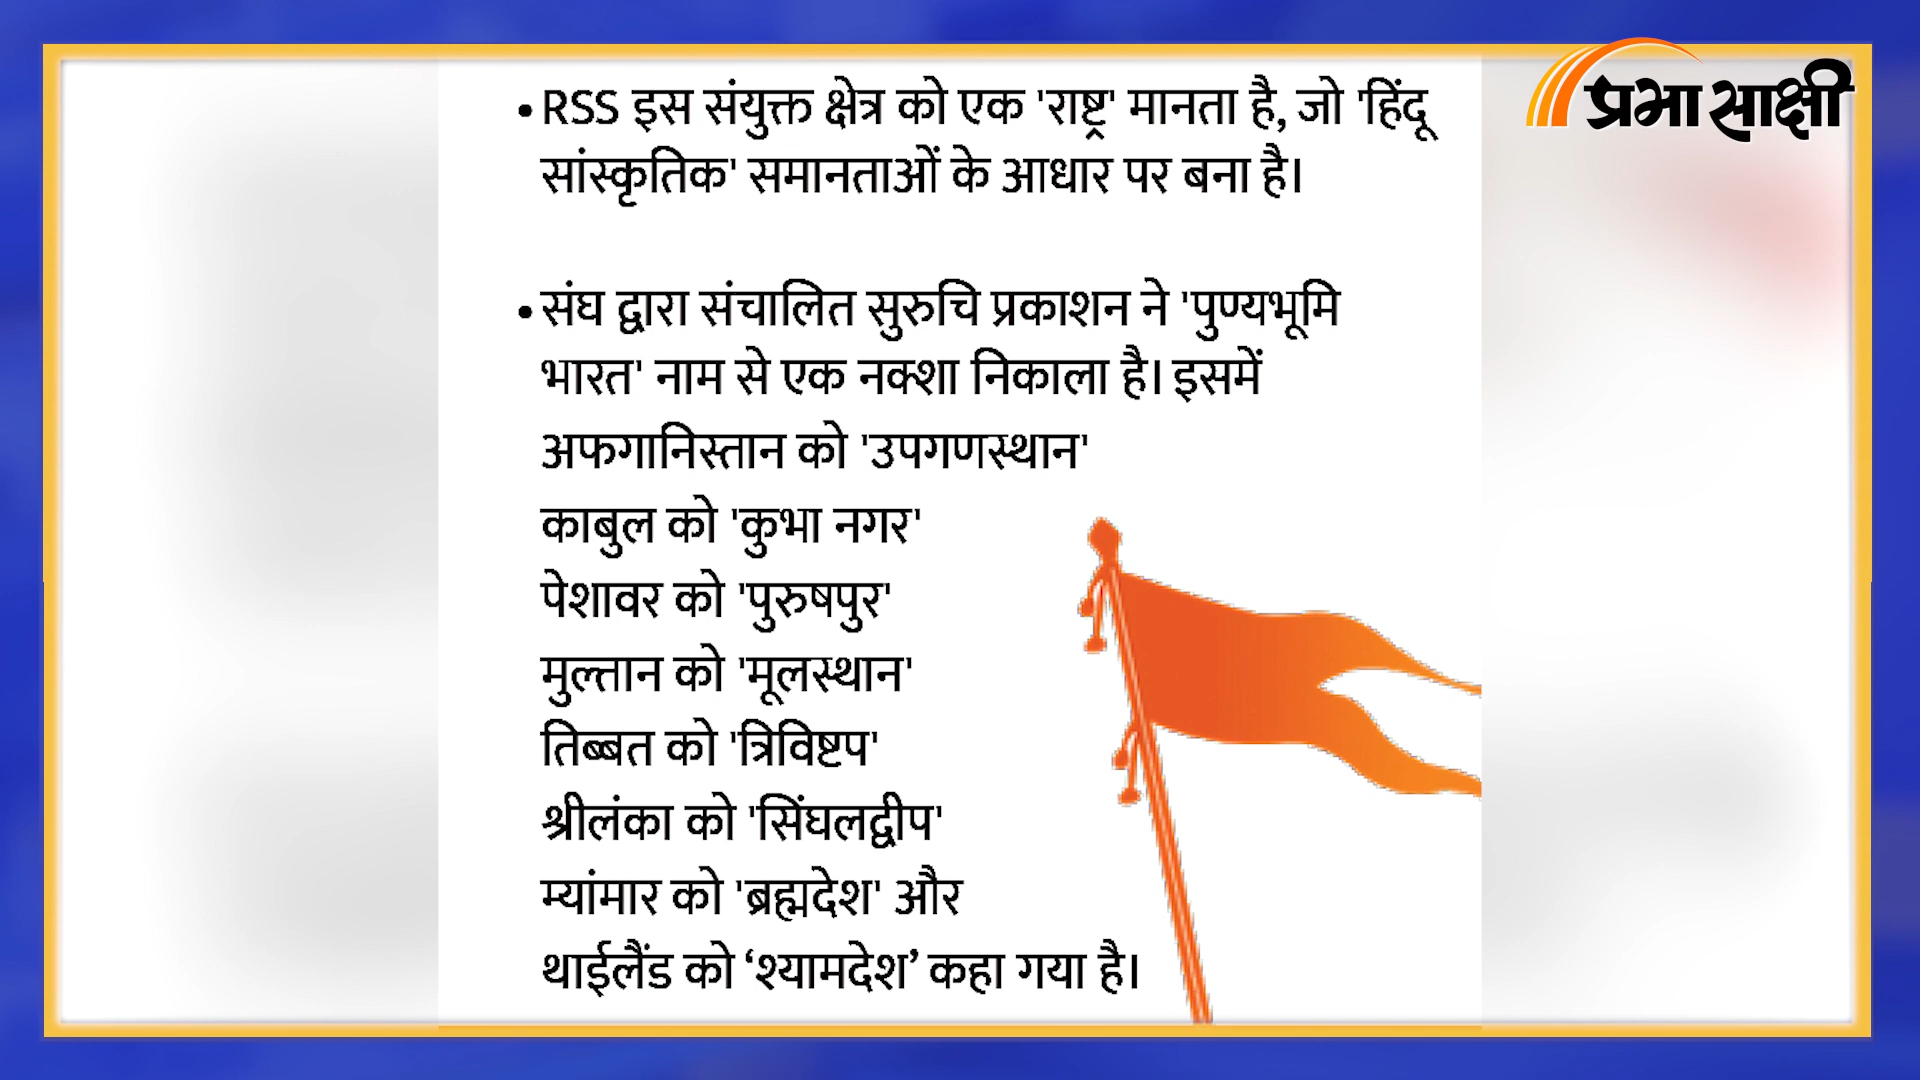 प्रभासाक्षी
• RSS इस संयुक्त क्षेत्र को एक 'राष्ट्र' मानता है, जो 'हिंदू
सांस्कृतिक' समानताओं के आधार पर बना है।
• संघ द्वारा संचालित सुरुचि प्रकाशन ने 'पुण्यभूमि
भारत' नाम से एक नक्शा निकाला है। इसमें
अफगानिस्तान को 'उपगणस्थान'
काबुल को 'कुभा नगर'
पेशावर को 'पुरुषपुर'
मुल्तान को 'मूलस्थान'
तिब्बत को 'त्रिविष्टप'
श्रीलंका को 'सिंघलद्वीप'
म्यांमार को 'ब्रह्मदेश' और
थाईलैंड को ‘श्यामदेश’ कहा गया है।